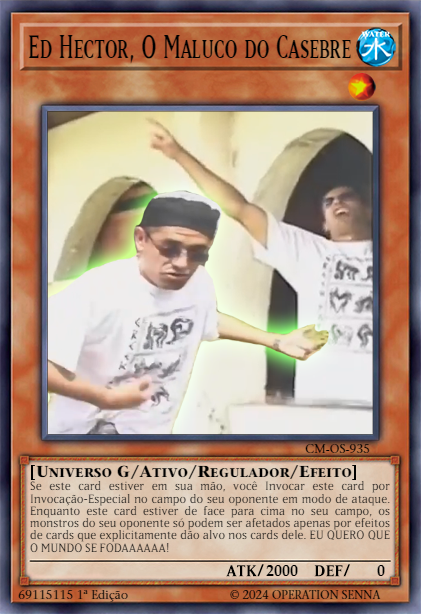 Ed Hector, O Maluco do Casebre
WATER
水
CM-OS-935
[Universo G/Ativo/Regulador/Efeito]
Se este card estiver em sua mão, você Invocar este card por
Invocação-Especial no campo do seu oponente em modo de ataque.
Enquanto este card estiver de face para cima no seu campo, os
monstros do seu oponente só podem ser afetados apenas por efeitos
de cards que explicitamente dão alvo nos cards dele. EU QUERO QUE
O MUNDO SE FODAAAAAA!
ATK/2000 DEF/ 0
69115115 1ª Edição
© 2024 OPERATION SENNA